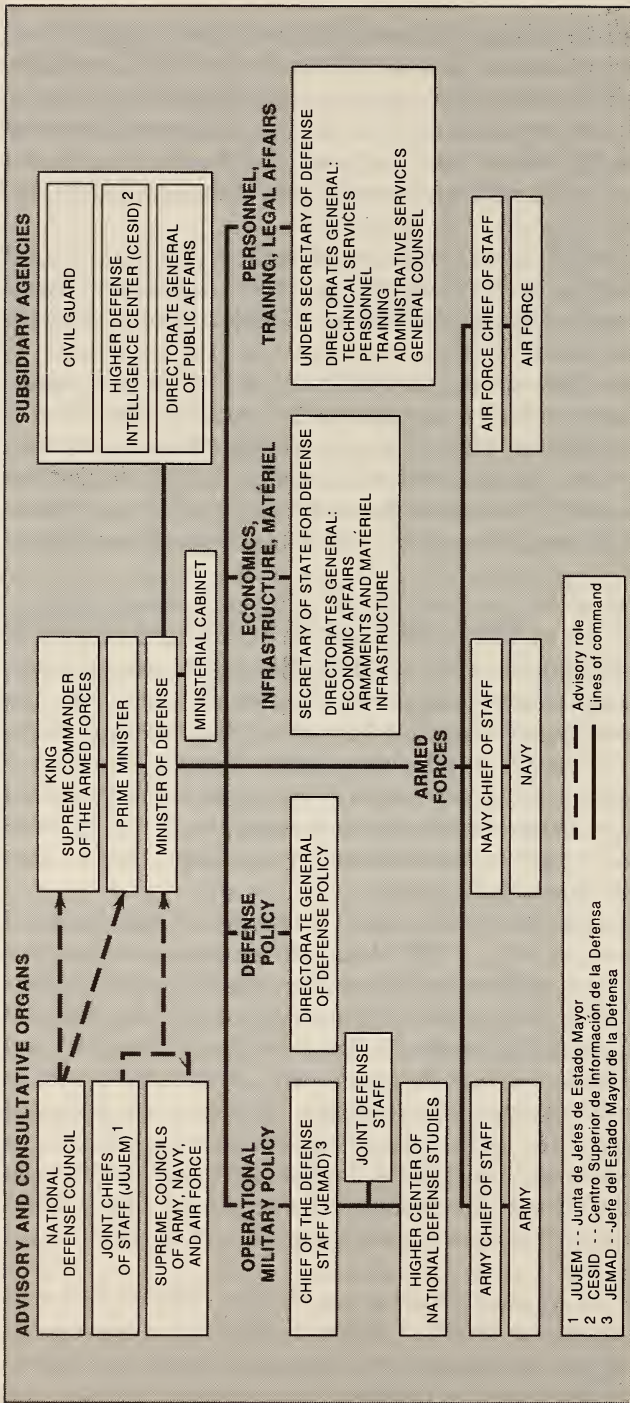 ADVISORY AND CONSULTATIVE ORGANS
NATIONAL
DEFENSE COUNCIL
JOINT CHIEFS
OF STAFF (JUJEM) 1
SUPREME COUNCILS
OF ARMY, NAVY,
AND AIR FORCE
KING
SUPREME COMMANDER
OF THE ARMED FORCES
PRIME MINISTER
MINISTER OF DEFENSE
MINISTERIAL CABINET
SUBSIDIARY AGENCIES
CIVIL GUARD
HIGHER DEFENSE
INTELLIGENCE CENTER (CESID) 2
DIRECTORATE GENERAL
OF PUBLIC AFFAIRS
OPERATIONAL
MILITARY POLICY
CHIEF OF THE DEFENSE
STAFF (JEMAD) 3
JOINT DEFENSE
STAFF
HIGHER CENTER OF
NATIONAL DEFENSE STUDIES
DEFENSE
POLICY
DIRECTORATE GENERAL
OF DEFENSE POLICY
ECONOMICS,
INFRASTRUCTURE, MATÉRIEL
SECRETARY OF STATE FOR DEFENSE
DIRECTORATES GENERAL:
ECONOMIC AFFAIRS
ARMAMENTS AND MATÉRIEL
INFRASTRUCTURE
PERSONNEL,
TRAINING, LEGAL AFFAIRS
UNDER SECRETARY OF DEFENSE
DIRECTORATES GENERAL:
TECHNICAL SERVICES
PERSONNEL
TRAINING
ADMINISTRATIVE SERVICES
GENERAL COUNSEL
ARMED
FORCES
ARMY CHIEF OF STAFF
ARMY
NAVY CHIEF OF STAFF
NAVY
AIR FORCE CHIEF OF STAFF
AIR FORCE
1 JUJEM - - Junta de Jefes de Estado Mayor
2 CESID - - Centro Superior de Información de la Defensa
3 JEMAD - -Jefe del Estado Mayor de la Defensa
Advisory role
Lines of command